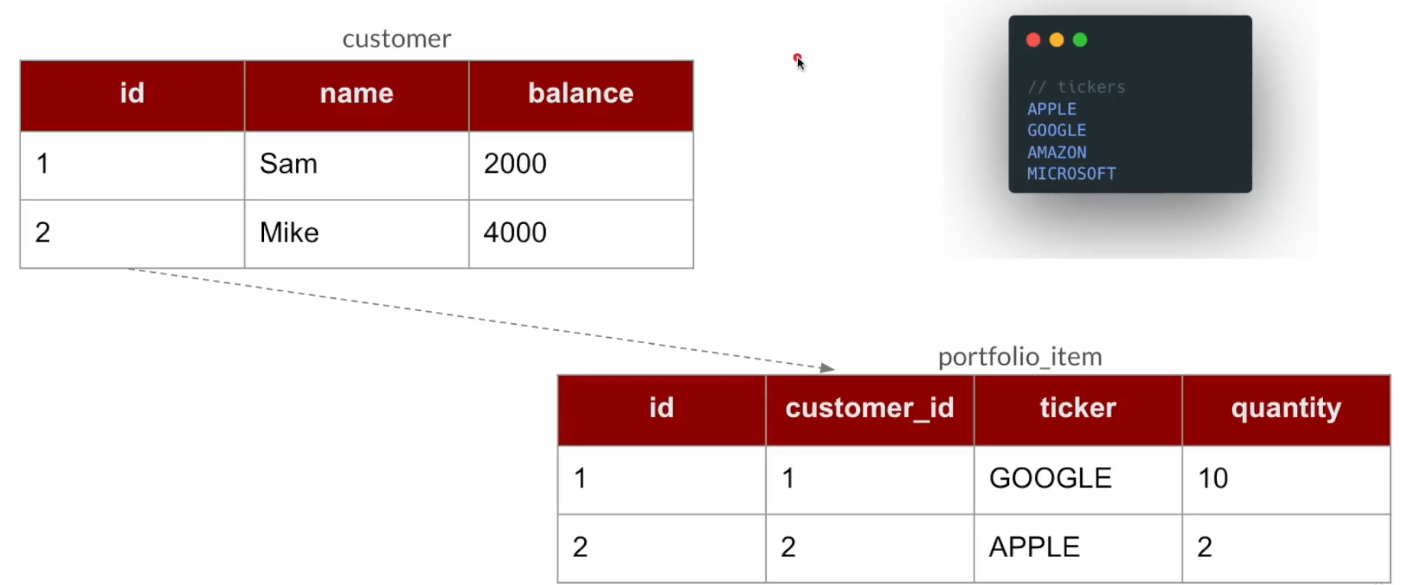 customer
id name balance
1 Sam 2000
2 Mike 4000
// tickers
APPLE
GOOGLE
AMAZON
MICROSOFT
portfolio_item
id customer_id ticker quantity
1 1 GOOGLE 10
2 2 APPLE 2